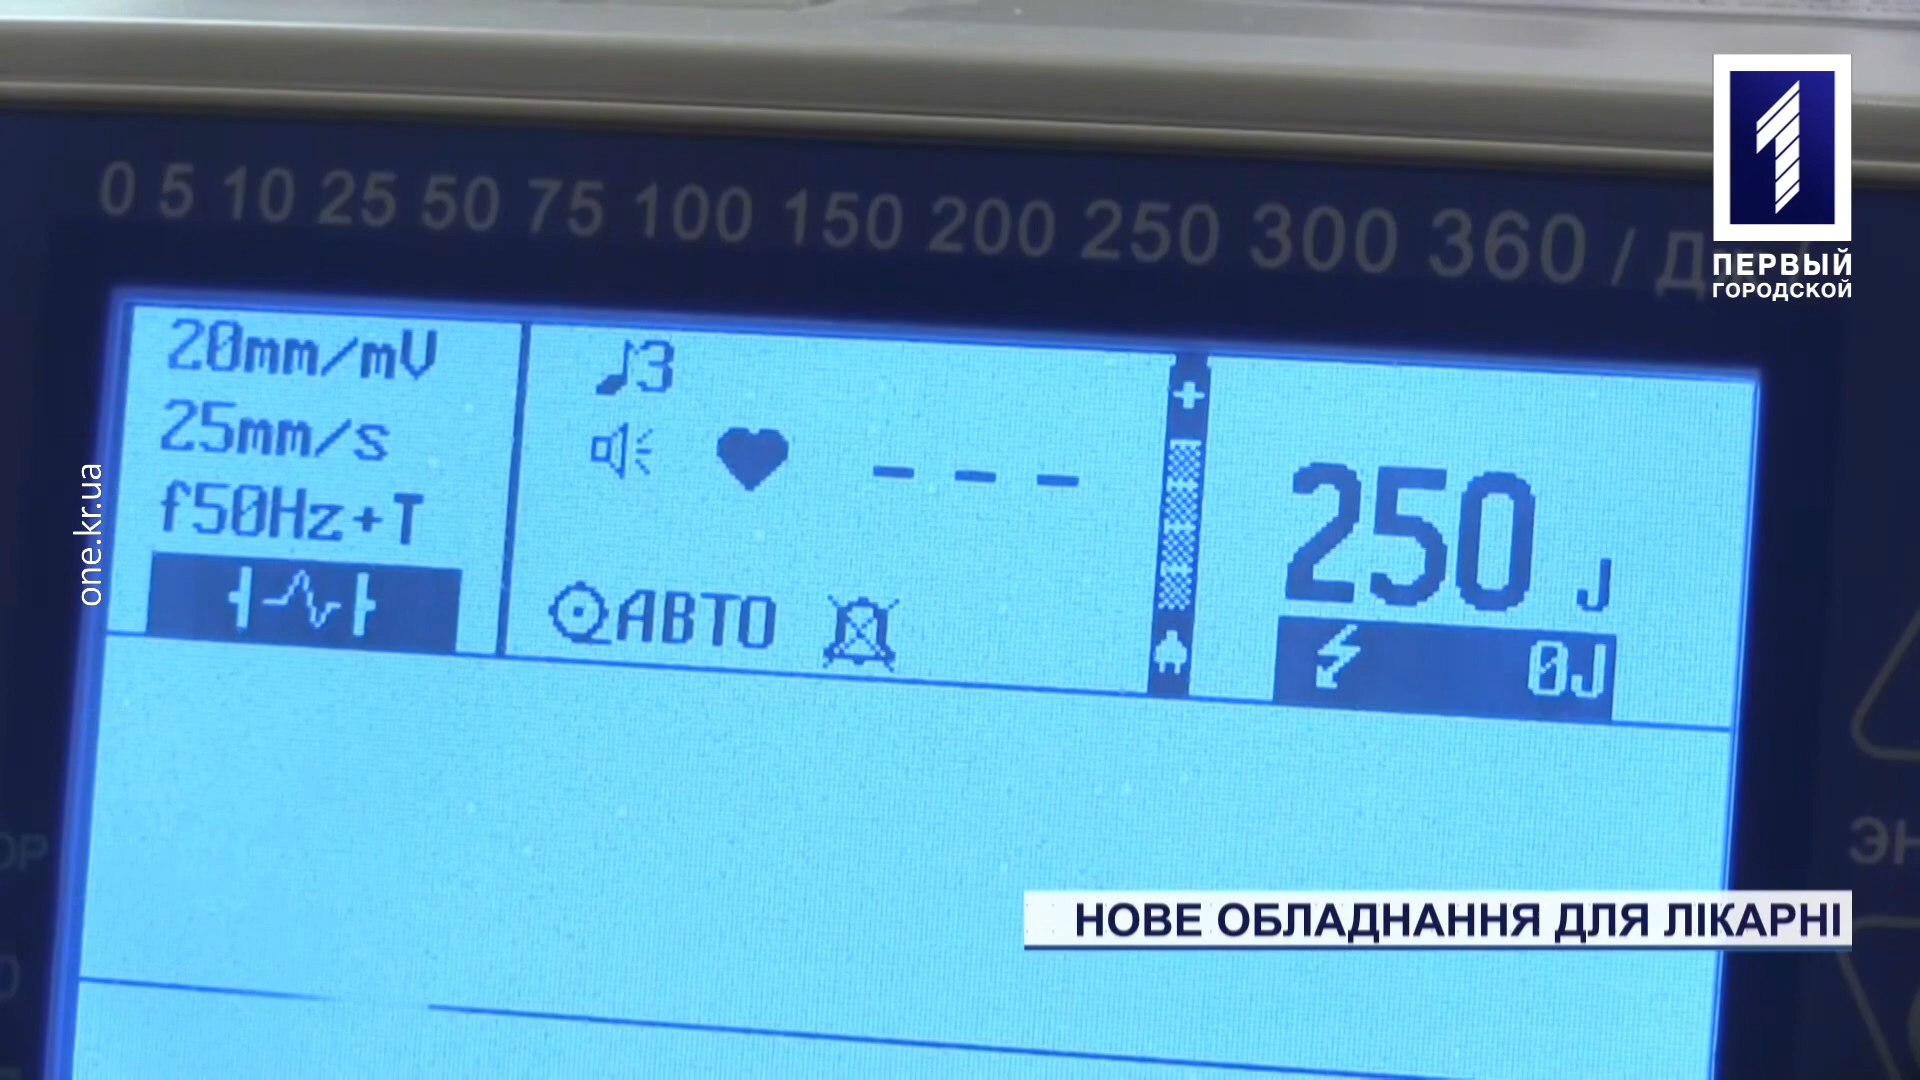 0 5 10 25 50 75 100 150 200 250 300 360 /
ПЕРВЫЙ
ГОРОДСКОЙ
20mm/mV
25mm/s
f50Hz+T
3
- - -
АВТО
250 J
0J
one.kr.ua
НОВЕ ОБЛАДНАННЯ ДЛЯ ЛІКАРНІ